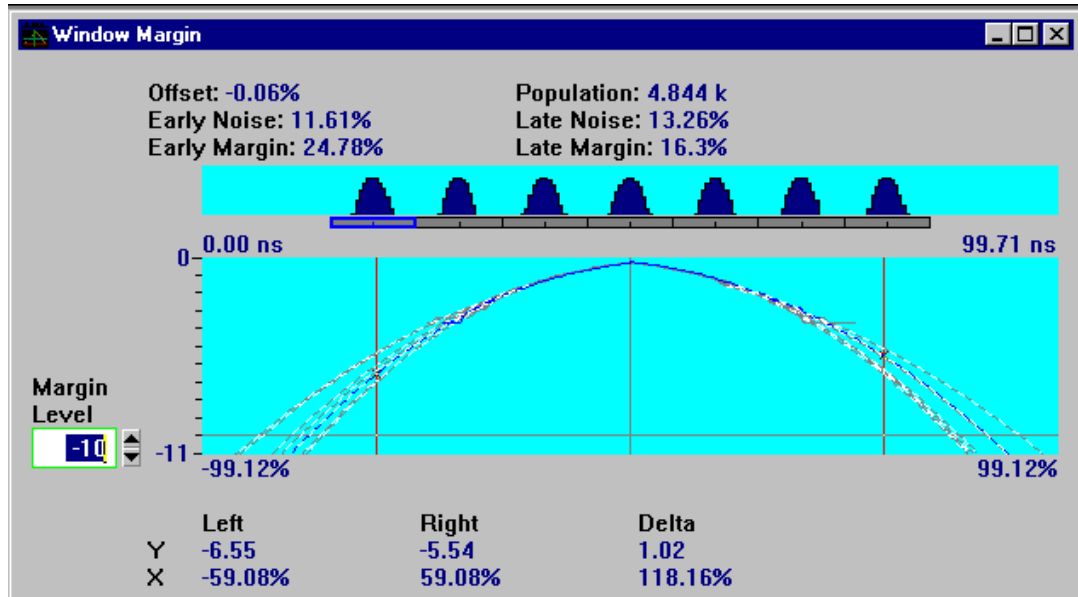 Window Margin
Offset: -0.06% Population: 4.844 k
Early Noise: 11.61% Late Noise: 13.26%
Early Margin: 24.78% Late Margin: 16.3%
0.00 ns 99.71 ns
0
Margin
Level
-10
-11
-99.12% 99.12%
Left Right Delta
Y -6.55 -5.54 1.02
X -59.08% 59.08% 118.16%